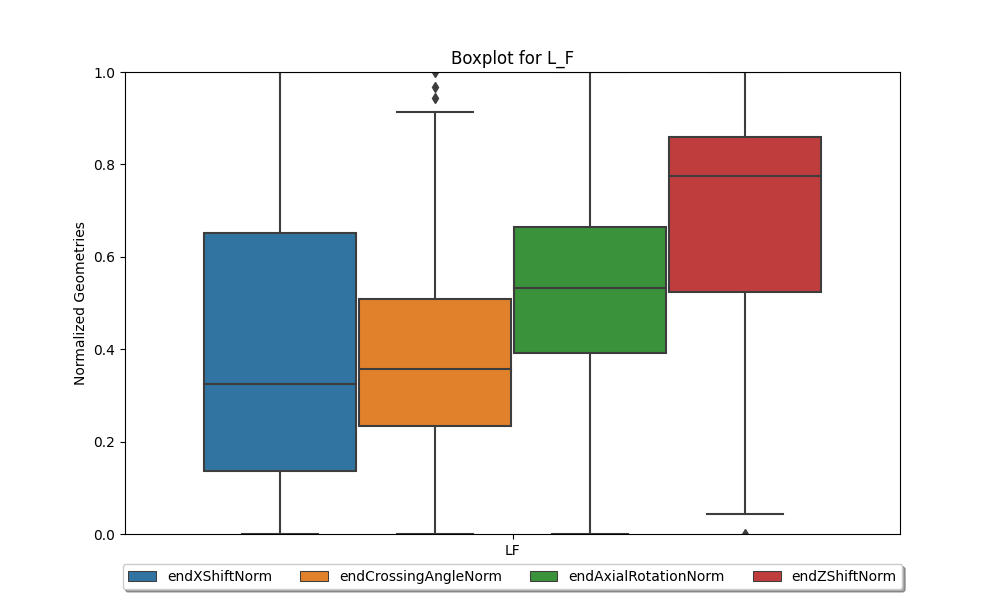 Boxplot for L_F
Normalized Geometries
1.0
0.8
0.6
0.4
0.2
0.0
LF
endXShiftNorm endCrossingAngleNorm endAxialRotationNorm endZShiftNorm